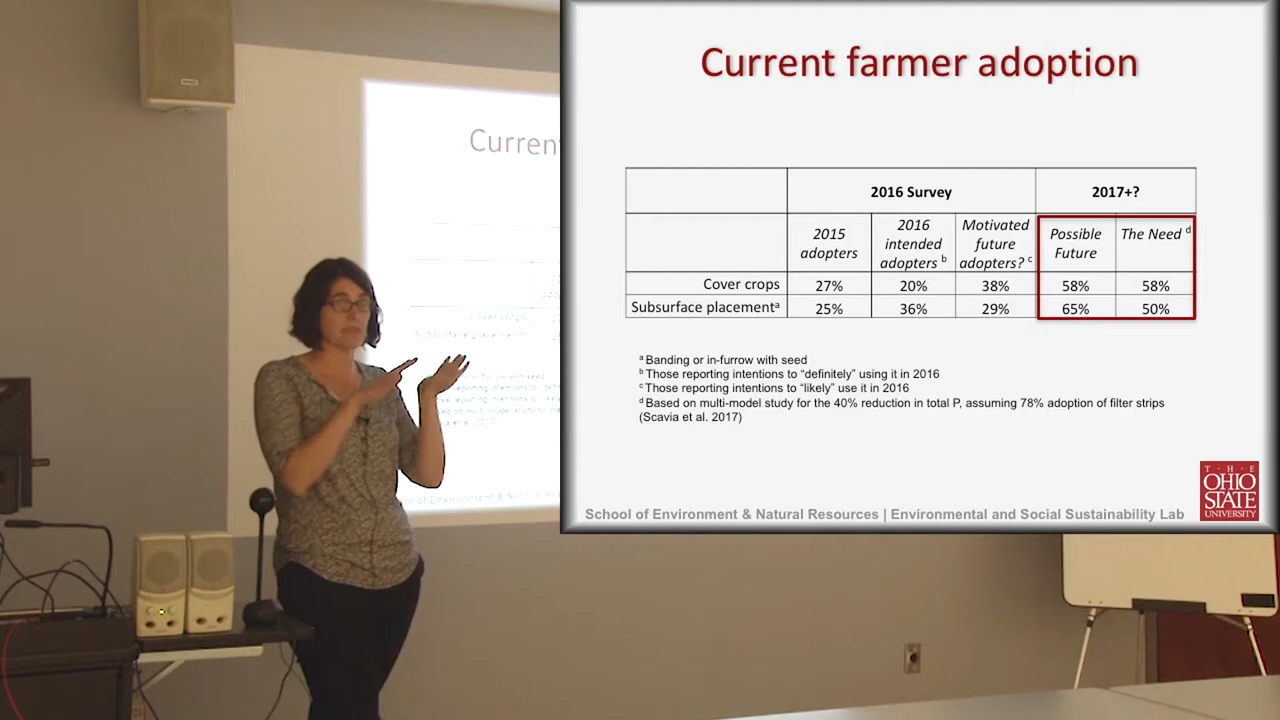 Current farmer adoption
2016 Survey
2017+?
2015 adopters
2016 intended adopters b
Motivated future adopters? c
Possible Future
The Need d
Cover crops 27% 20% 38% 58% 58%
Subsurface placementa 25% 36% 29% 65% 50%
a Banding or in-furrow with seed
b Those reporting intentions to “definitely” using it in 2016
c Those reporting intentions to “likely” use it in 2016
d Based on multi-model study for the 40% reduction in total P, assuming 78% adoption of filter strips
(Scavia et al. 2017)
School of Environment & Natural Resources | Environmental and Social Sustainability Lab
T · H · E
OHIO
STATE
UNIVERSITY
Curren
Cover crops